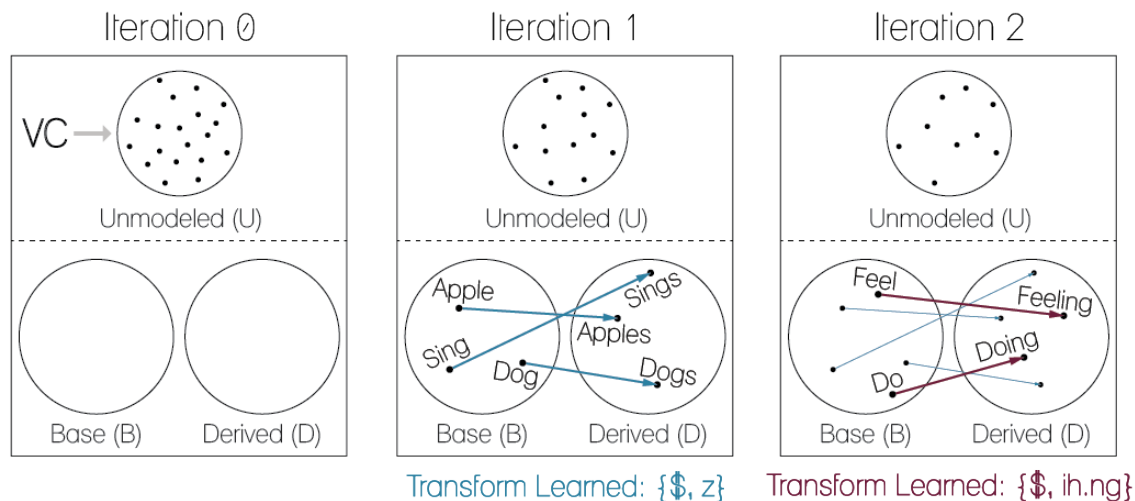 Iteration 0
VC
Unmodeled (U)
Base (B)
Derived (D)
Iteration 1
Unmodeled (U)
Apple
Sings
Apples
Sing
Dog
Dogs
Base (B)
Derived (D)
Transform Learned: {$, z}
Iteration 2
Unmodeled (U)
Feel
Feeling
Doing
Do
Base (B)
Derived (D)
Transform Learned: {$, ih.ng}